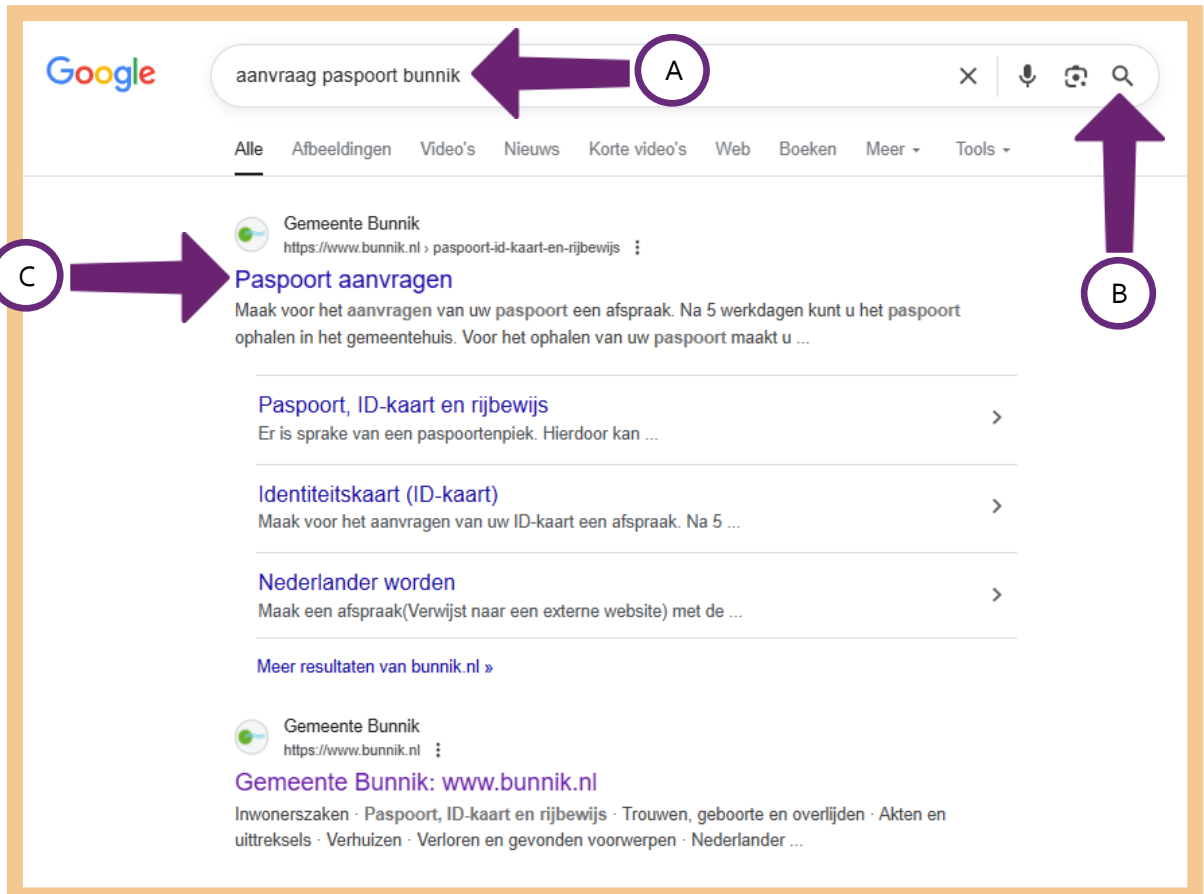 Google
aanvraag paspoort bunnik
A
Alle Afbeeldingen Video's Nieuws Korte video's Web Boeken Meer Tools
B
C
Gemeente Bunnik
https://www.bunnik.nl › paspoort-id-kaart-en-rijbewijs
Paspoort aanvragen
Maak voor het aanvragen van uw paspoort een afspraak. Na 5 werkdagen kunt u het paspoort
ophalen in het gemeentehuis. Voor het ophalen van uw paspoort maakt u ...
Paspoort, ID-kaart en rijbewijs
Er is sprake van een paspoortenpiek. Hierdoor kan ...
Identiteitskaart (ID-kaart)
Maak voor het aanvragen van uw ID-kaart een afspraak. Na 5 ...
Nederlander worden
Maak een afspraak(Verwijst naar een externe website) met de ...
Meer resultaten van bunnik.nl »
Gemeente Bunnik
https://www.bunnik.nl
Gemeente Bunnik: www.bunnik.nl
Inwonerszaken · Paspoort, ID-kaart en rijbewijs · Trouwen, geboorte en overlijden · Akten en
uittreksels · Verhuizen · Verloren en gevonden voorwerpen · Nederlander ...